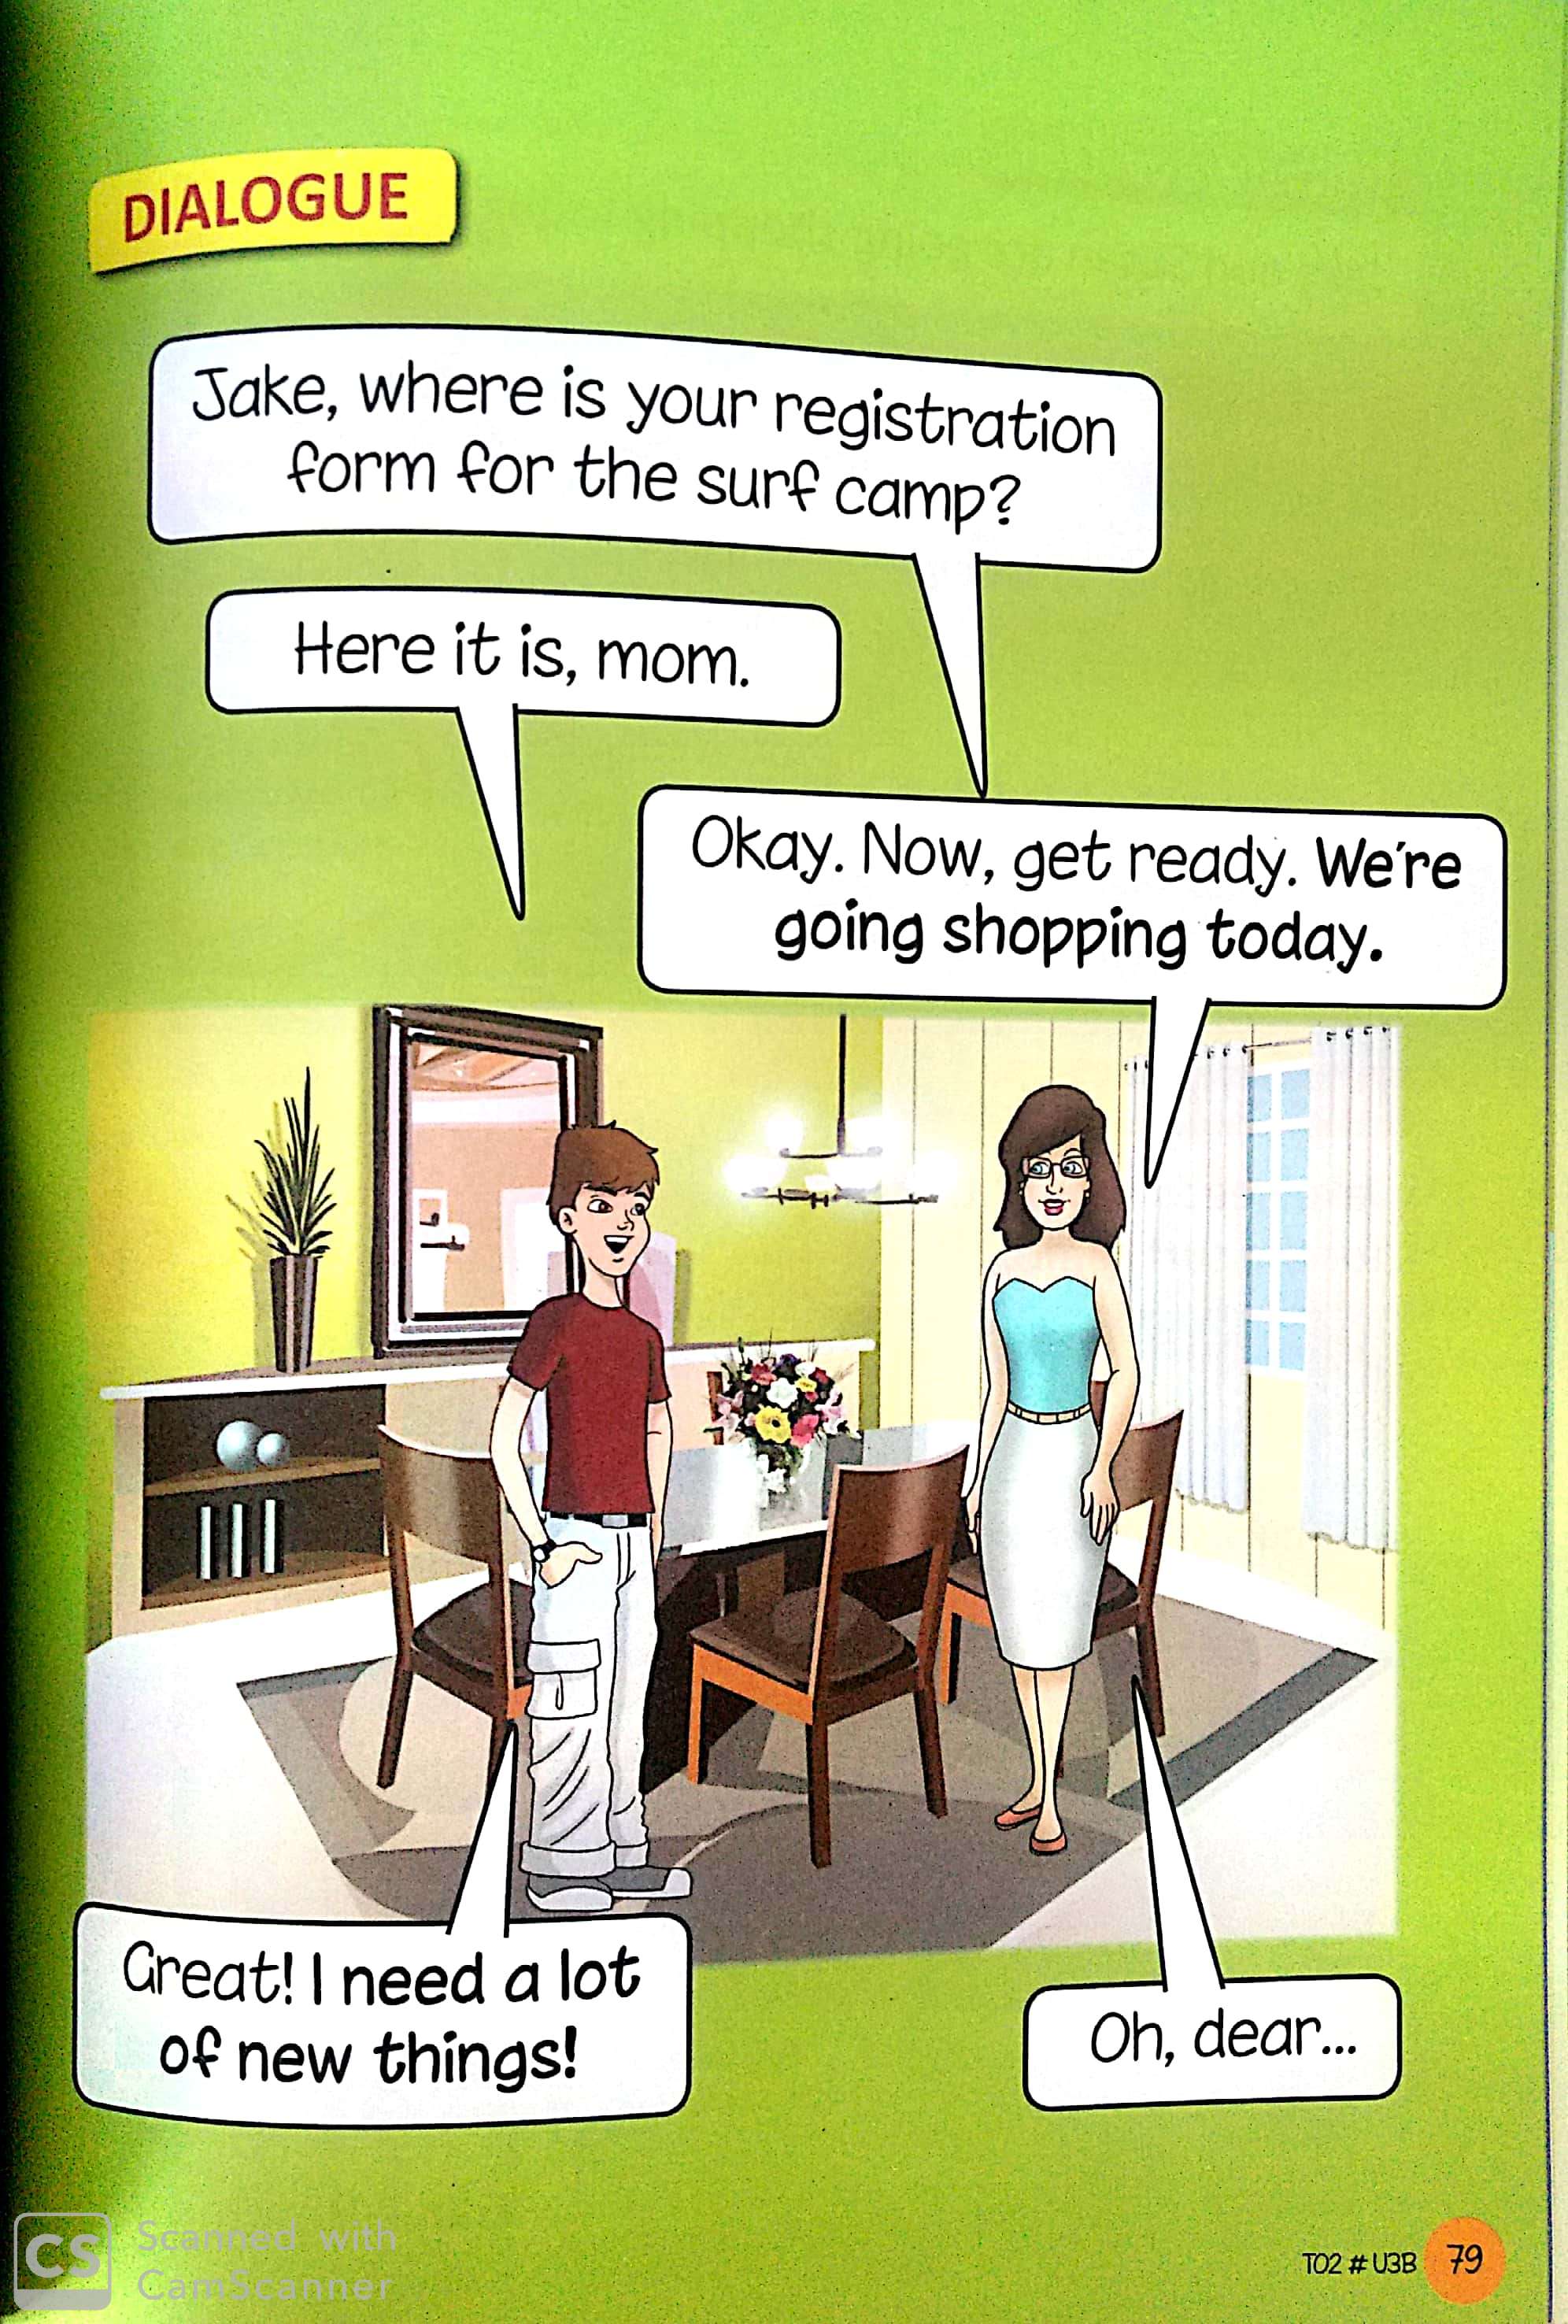 DIALOGUE
Jake, where is your registration
form for the surf camp?
Here it is, mom.
Okay. Now, get ready. We're
going shopping today.
Great! I need a lot
of new things!
Oh, dear...
TO2 # U3B 79
CS Scanned with
CamScanner